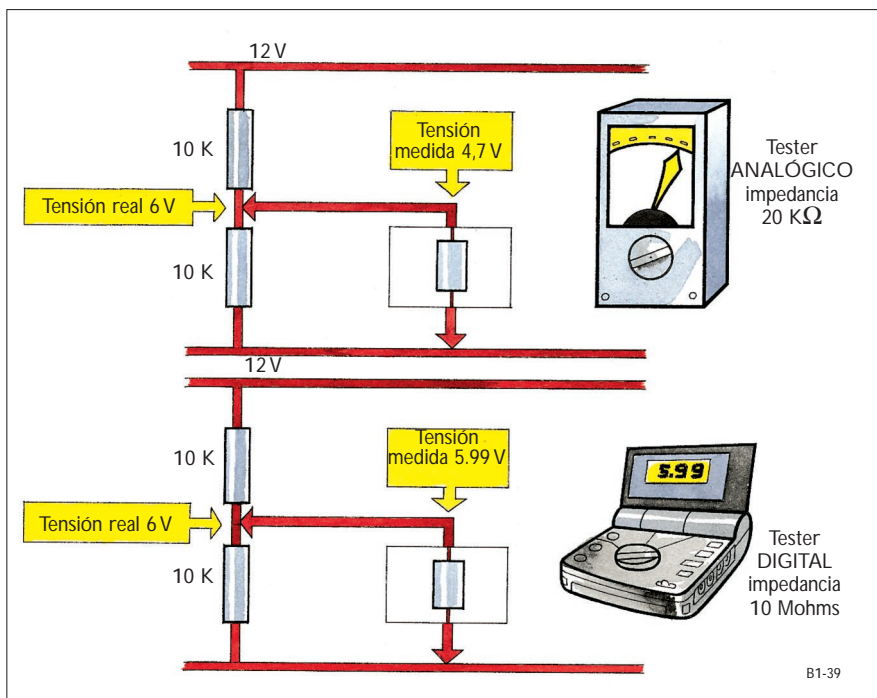 12 V
10 K
Tensión
medida 4,7 V
Tensión real 6 V
10 K
Tester
ANALÓGICO
impedancia
20 KΩ
12 V
10 K
Tensión
medida 5.99 V
Tensión real 6 V
10 K
5.99
Tester
DIGITAL
impedancia
10 Mohms
B1-39